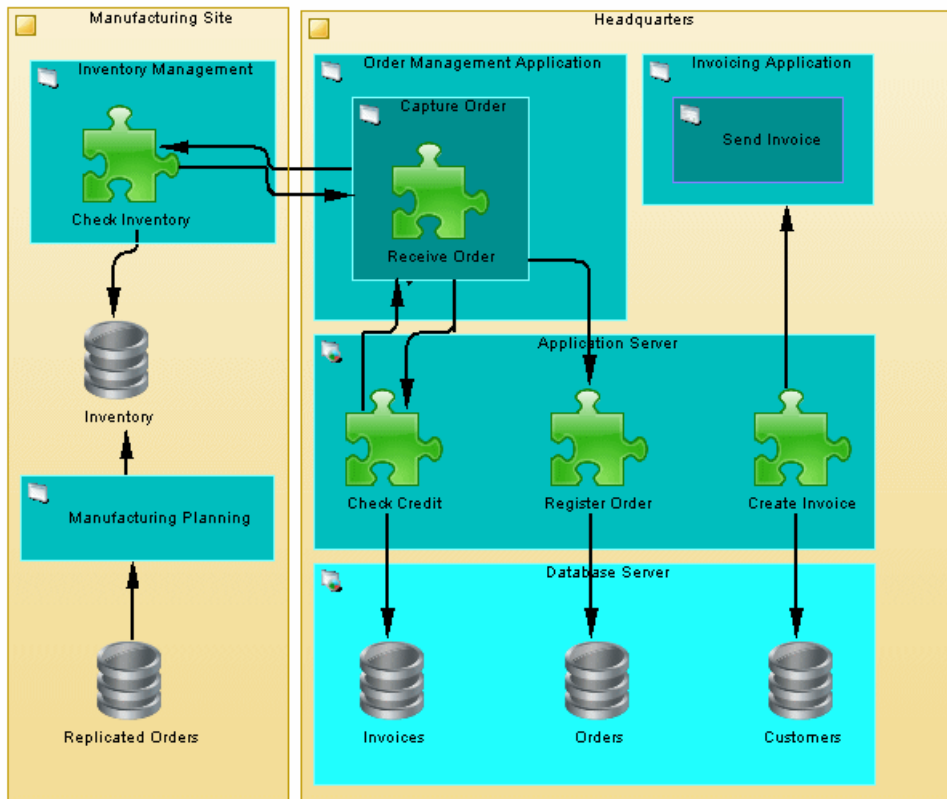 Manufacturing Site
Headquarters
Inventory Management
Order Management Application
Invoicing Application
Capture Order
Send Invoice
Check Inventory
Receive Order
Application Server
Inventory
Check Credit
Register Order
Create Invoice
Manufacturing Planning
Database Server
Replicated Orders
Invoices
Orders
Customers